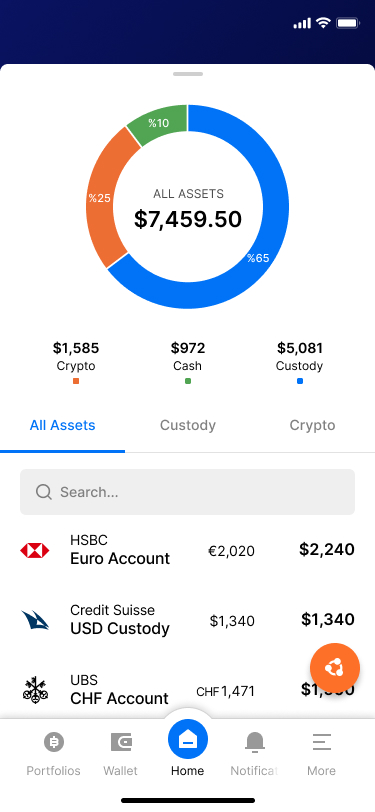 %10
%25
ALL ASSETS
$7,459.50
%65
$1,585
Crypto
$972
Cash
$5,081
Custody
All Assets
Custody
Crypto
Search...
HSBC
Euro Account
€2,020
$2,240
Credit Suisse
USD Custody
$1,340
$1,340
UBS
CHF Account
CHF 1,471
Portfolios
Wallet
Home
Notificat
More